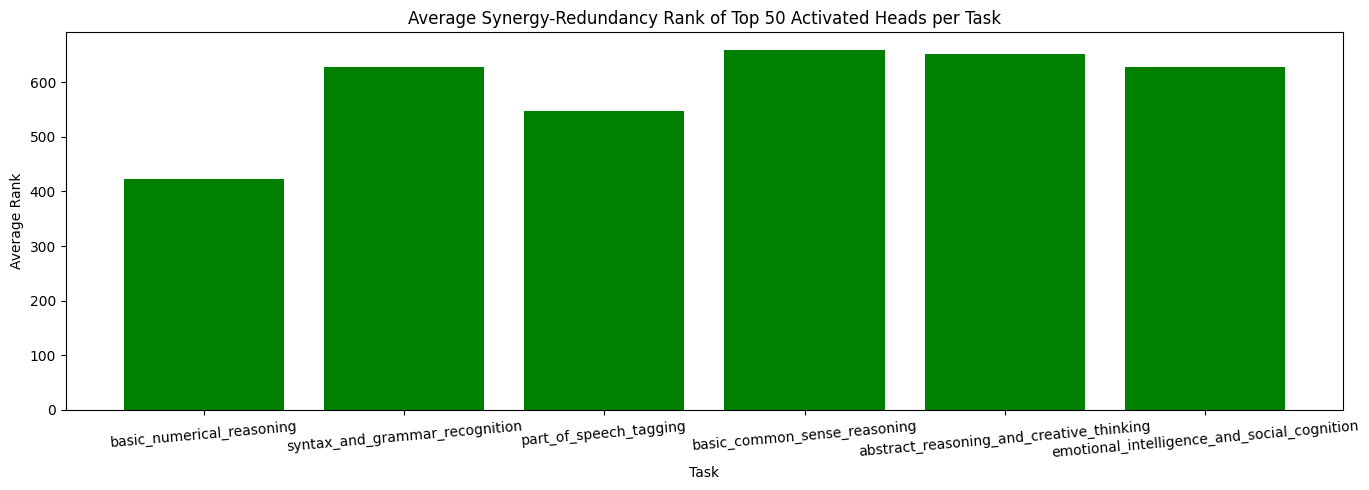 Average Synergy-Redundancy Rank of Top 50 Activated Heads per Task
600
500
400
300
200
100
0
Average Rank
basic_numerical_reasoning
syntax_and_grammar_recognition
part_of_speech_tagging
basic_common_sense_reasoning
abstract_reasoning_and_creative_thinking
emotional_intelligence_and_social_cognition
Task